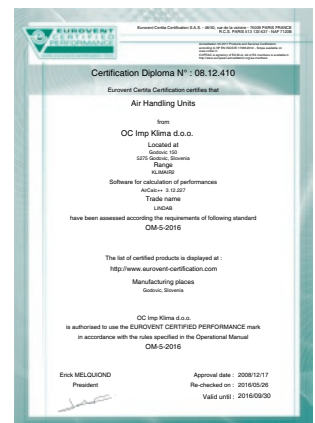 EUROVENT
CERTIFIED
PERFORMANCE
Eurovent Certita Certification S.A.S. - 48/50, rue de la victoire - 75009 PARIS FRANCE
R.C.S. PARIS 513 133 637 - NAF 7120B
Certification Diploma N° : 08.12.410
Eurovent Certita Certification certifies that
Air Handling Units
from
OC Imp Klima d.o.o.
Located at
Godovic 150
5275 Godovic, Slovenia
Range
KLIMAIR2
Software for calculation of performances
AirCalc++ 3.12.227
Trade name
LINDAB
have been assessed according the requirements of following standard
OM-5-2016
The list of certified products is displayed at :
http://www.eurovent-certification.com
Manufacturing places
Godovic, Slovenia
OC Imp Klima d.o.o.
is authorised to use the EUROVENT CERTIFIED PERFORMANCE mark
in accordance with the rules specified in the Operational Manual
OM-5-2016
Erick MELQUIOND
President
Approval date : 2008/12/17
Re-checked on : 2016/05/26
Valid until : 2016/09/30